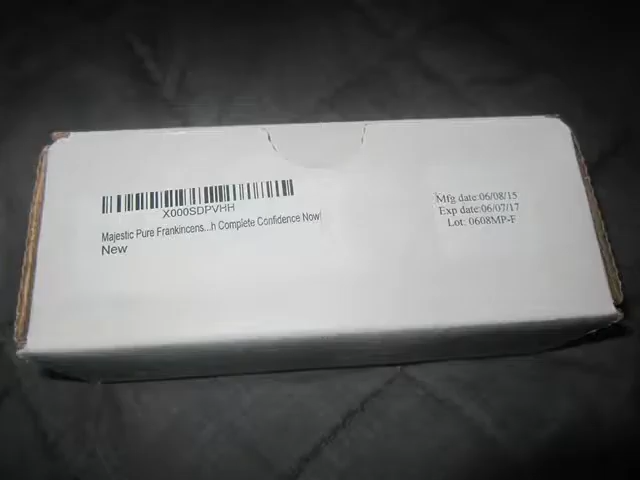 X000SDPVHH
Majestic Pure Frankincens...h Complete Confidence Now!
New
Mfg date:06/08/15
Exp date:06/07/17
Lot: 0608MP-F